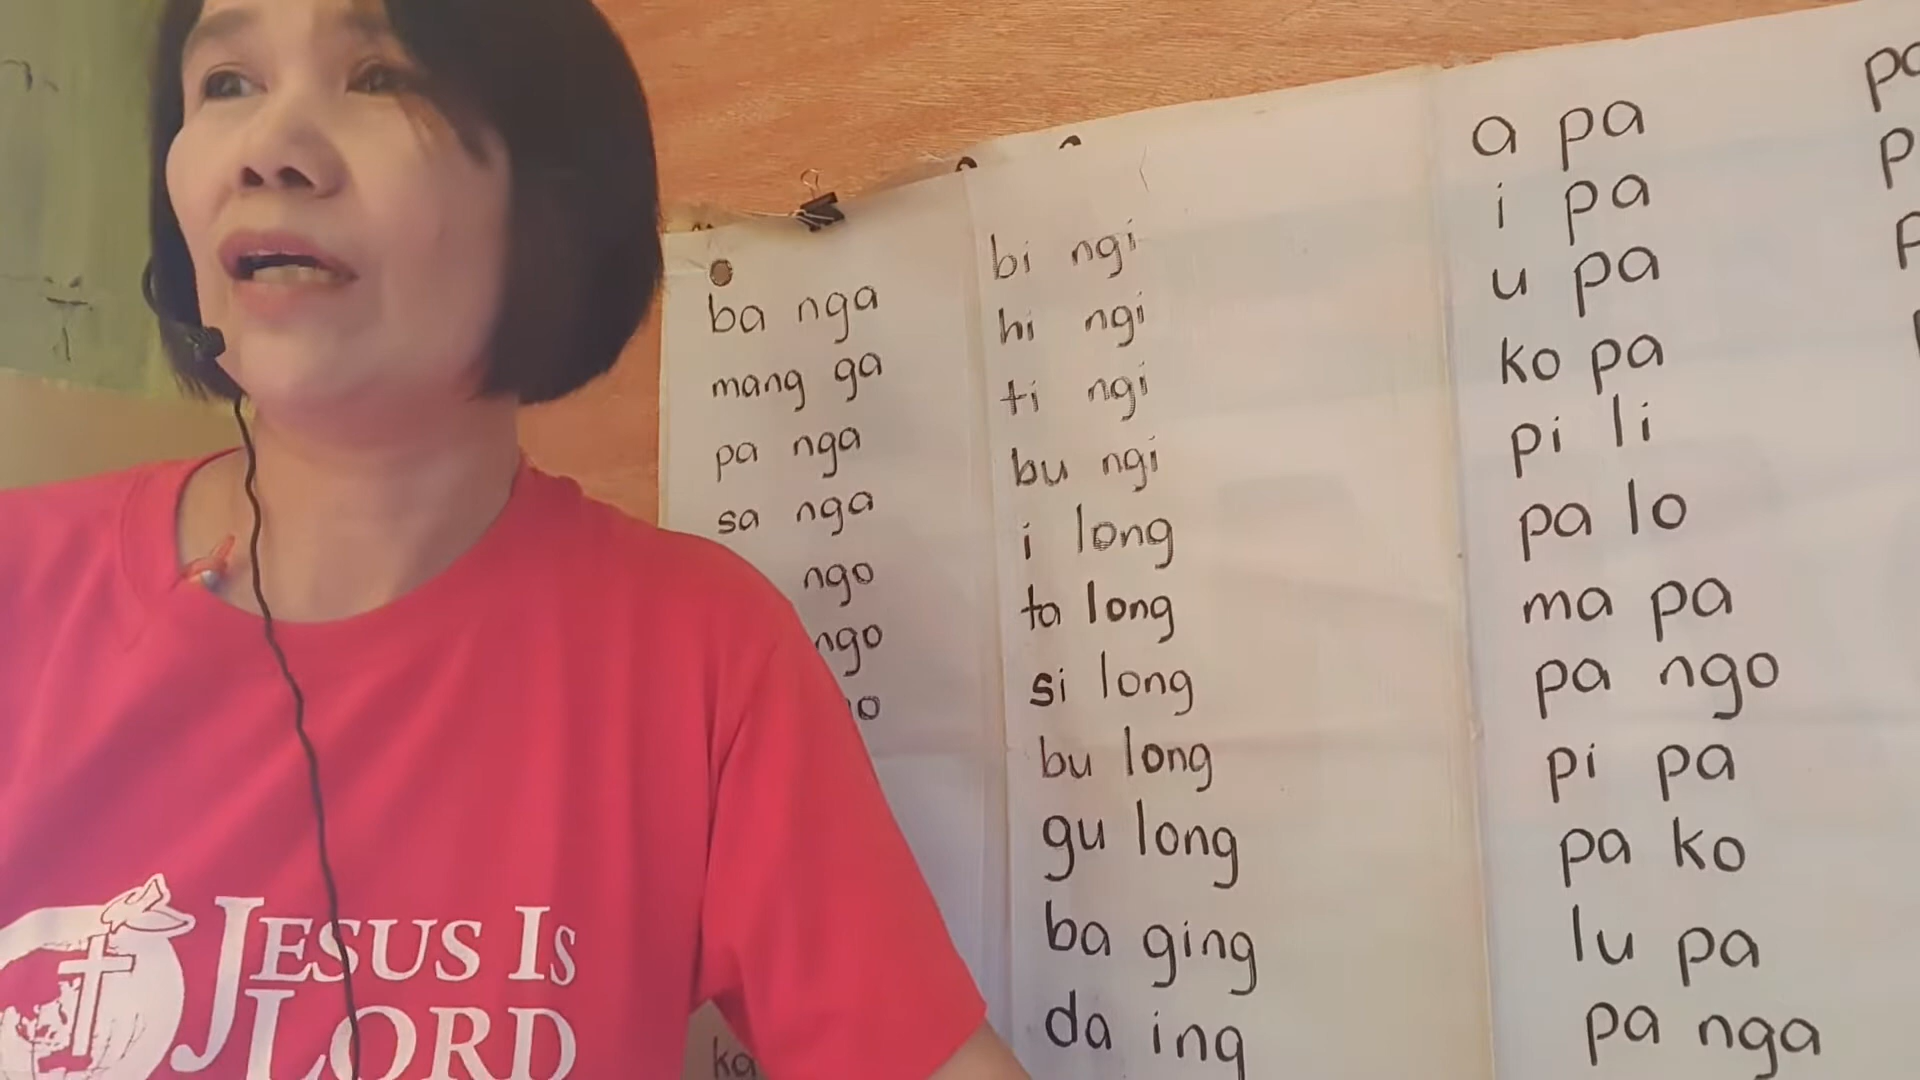 ba nga
mang ga
pa nga
sa nga
ngo
ngo
ka
bi ngi
hi ngi
ti ngi
bu ngi
i long
ta long
si long
bu long
gu long
ba ging
da ing
a pa
i pa
u pa
ko pa
pi li
pa lo
ma pa
pa ngo
pi pa
pa ko
lu pa
pa nga
JESUS IS
LORD